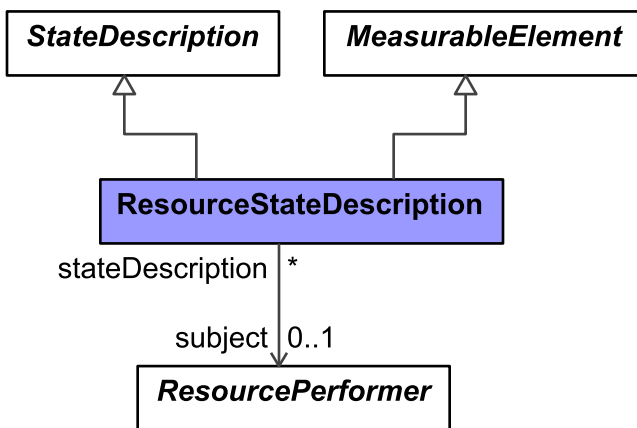 StateDescription
MeasurableElement
ResourceStateDescription
stateDescription *
subject 0..1
ResourcePerformer